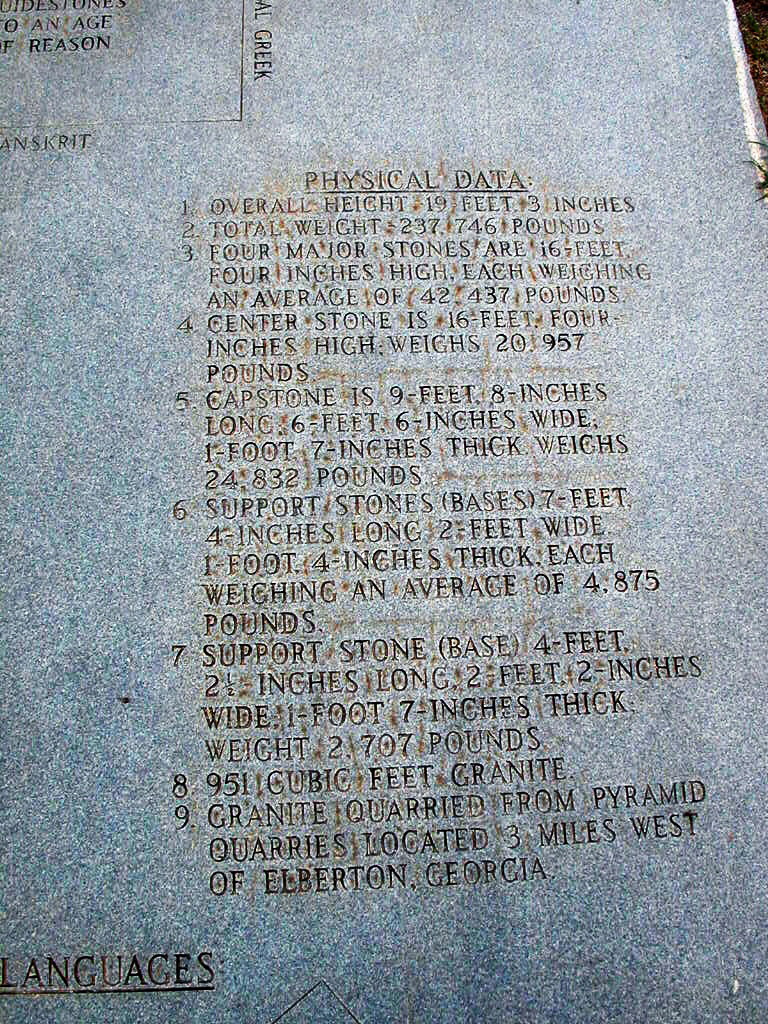 UIDESTONES
TO AN AGE
OF REASON
AL GREEK
ANSKRIT
PHYSICAL DATA:
1. OVERALL HEIGHT: 19 FEET 3 INCHES
2. TOTAL WEIGHT: 237,746 POUNDS
3. FOUR MAJOR STONES ARE 16-FEET,
FOUR INCHES HIGH, EACH WEIGHING
AN AVERAGE OF 42,437 POUNDS.
4. CENTER STONE IS 16-FEET, FOUR-
INCHES HIGH, WEIGHS 20,957
POUNDS.
5. CAPSTONE IS 9-FEET, 8-INCHES
LONG, 6-FEET, 6-INCHES WIDE;
1-FOOT, 7-INCHES THICK. WEIGHS
24,832 POUNDS.
6. SUPPORT STONES (BASES) 7-FEET,
4-INCHES LONG 2-FEET WIDE
1-FOOT, 4-INCHES THICK, EACH
WEIGHING AN AVERAGE OF 4,875
POUNDS.
7. SUPPORT STONE (BASE) 4-FEET,
2½-INCHES LONG, 2-FEET, 2-INCHES
WIDE, 1-FOOT, 7-INCHES THICK.
WEIGHT 2,707 POUNDS.
8. 951 CUBIC FEET GRANITE.
9. GRANITE QUARRIED FROM PYRAMID
QUARRIES LOCATED 3 MILES WEST
OF ELBERTON, GEORGIA.
LANGUAGES